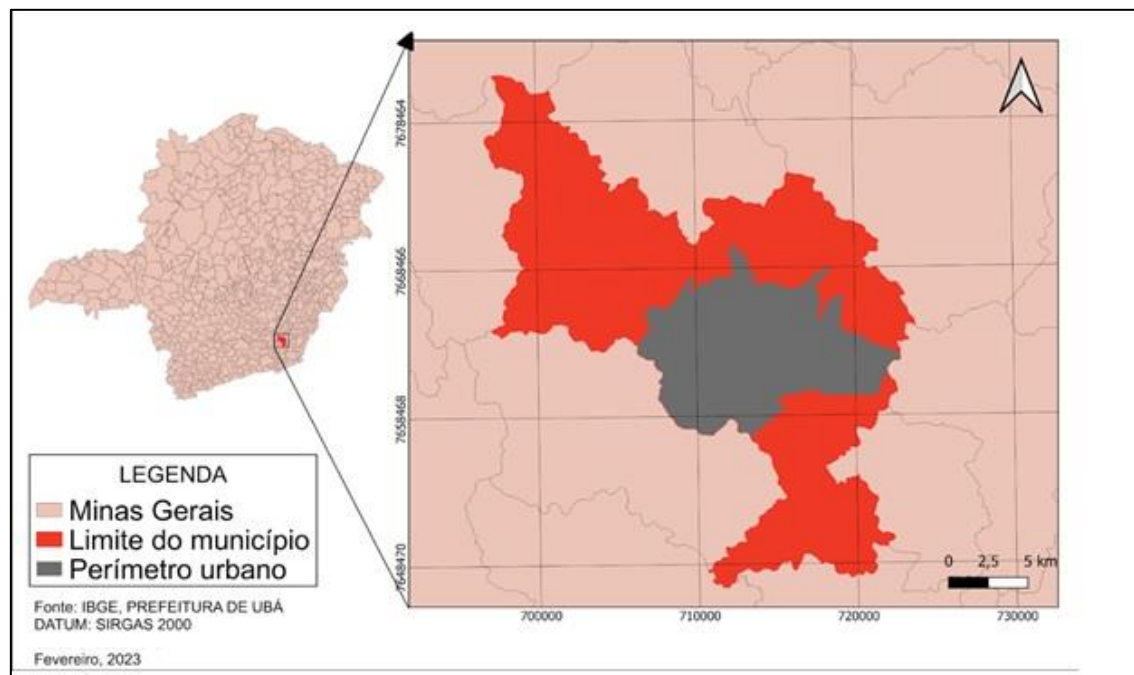 7678464
7668466
7658468
7648470
0 2,5 5 km
700000 710000 720000 730000
LEGENDA
Minas Gerais
Limite do município
Perímetro urbano
Fonte: IBGE, PREFEITURA DE UBÁ
DATUM: SIRGAS 2000
Fevereiro, 2023